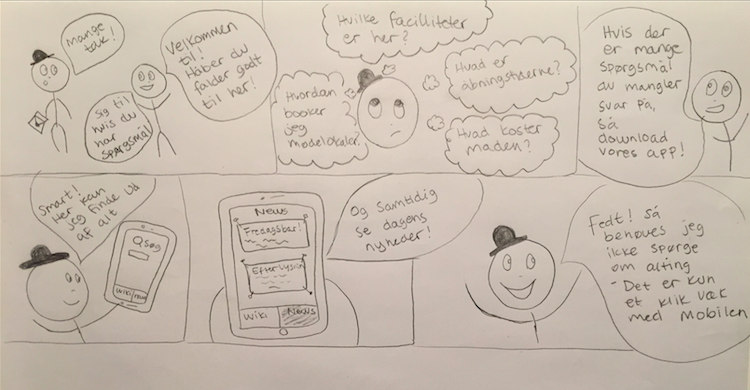 Mange
tak!
Velkommen
til!
Håber du
falder godt
til her!
Sig til
hvis du
har
spørgsmål
Hvilke faciliteter
er her?
Hvordan
booker
jeg
mødelokaler?
Hvad er
åbningstiderne?
Hvad koster
maden?
Hvis der
er mange
spørgsmål
du mangler
svar på,
så
download
vores app!
Smart!
Her kan
jeg finde ud
af alt
Søg
Wiki
News
Fredagsbar!
Efterlysning
Wiki
News
Og samtidig
se dagens
nyheder!
Fedt! Så
behøves jeg
ikke spørge
om alting
- Det er kun
et klik væk
med mobilen